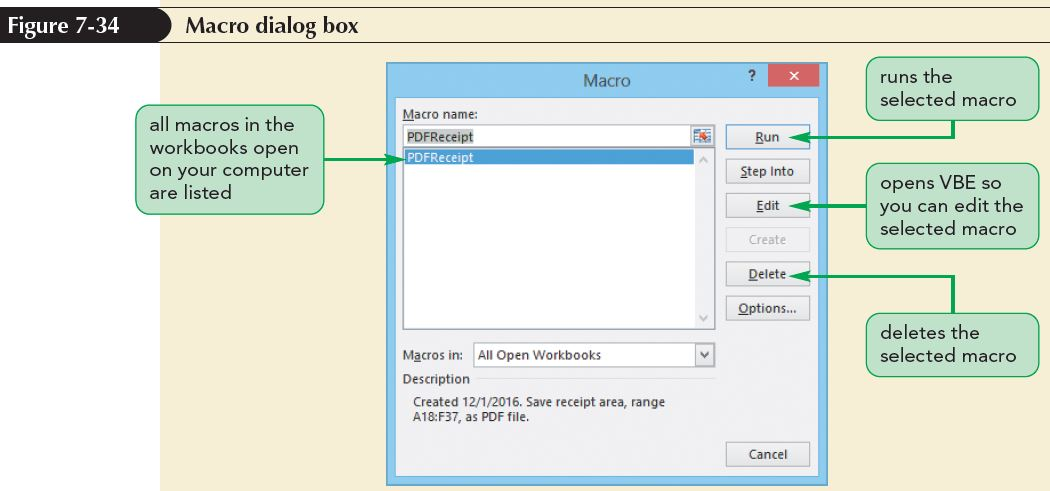 Figure 7-34
Macro dialog box
all macros in the
workbooks open
on your computer
are listed
Macro
?
Macro name:
PDFReceipt
PDFReceipt
Run
Step Into
Edit
Create
Delete
Options...
Macros in:
All Open Workbooks
Description
Created 12/1/2016. Save receipt area, range
A18:F37, as PDF file.
Cancel
runs the
selected macro
opens VBE so
you can edit the
selected macro
deletes the
selected macro